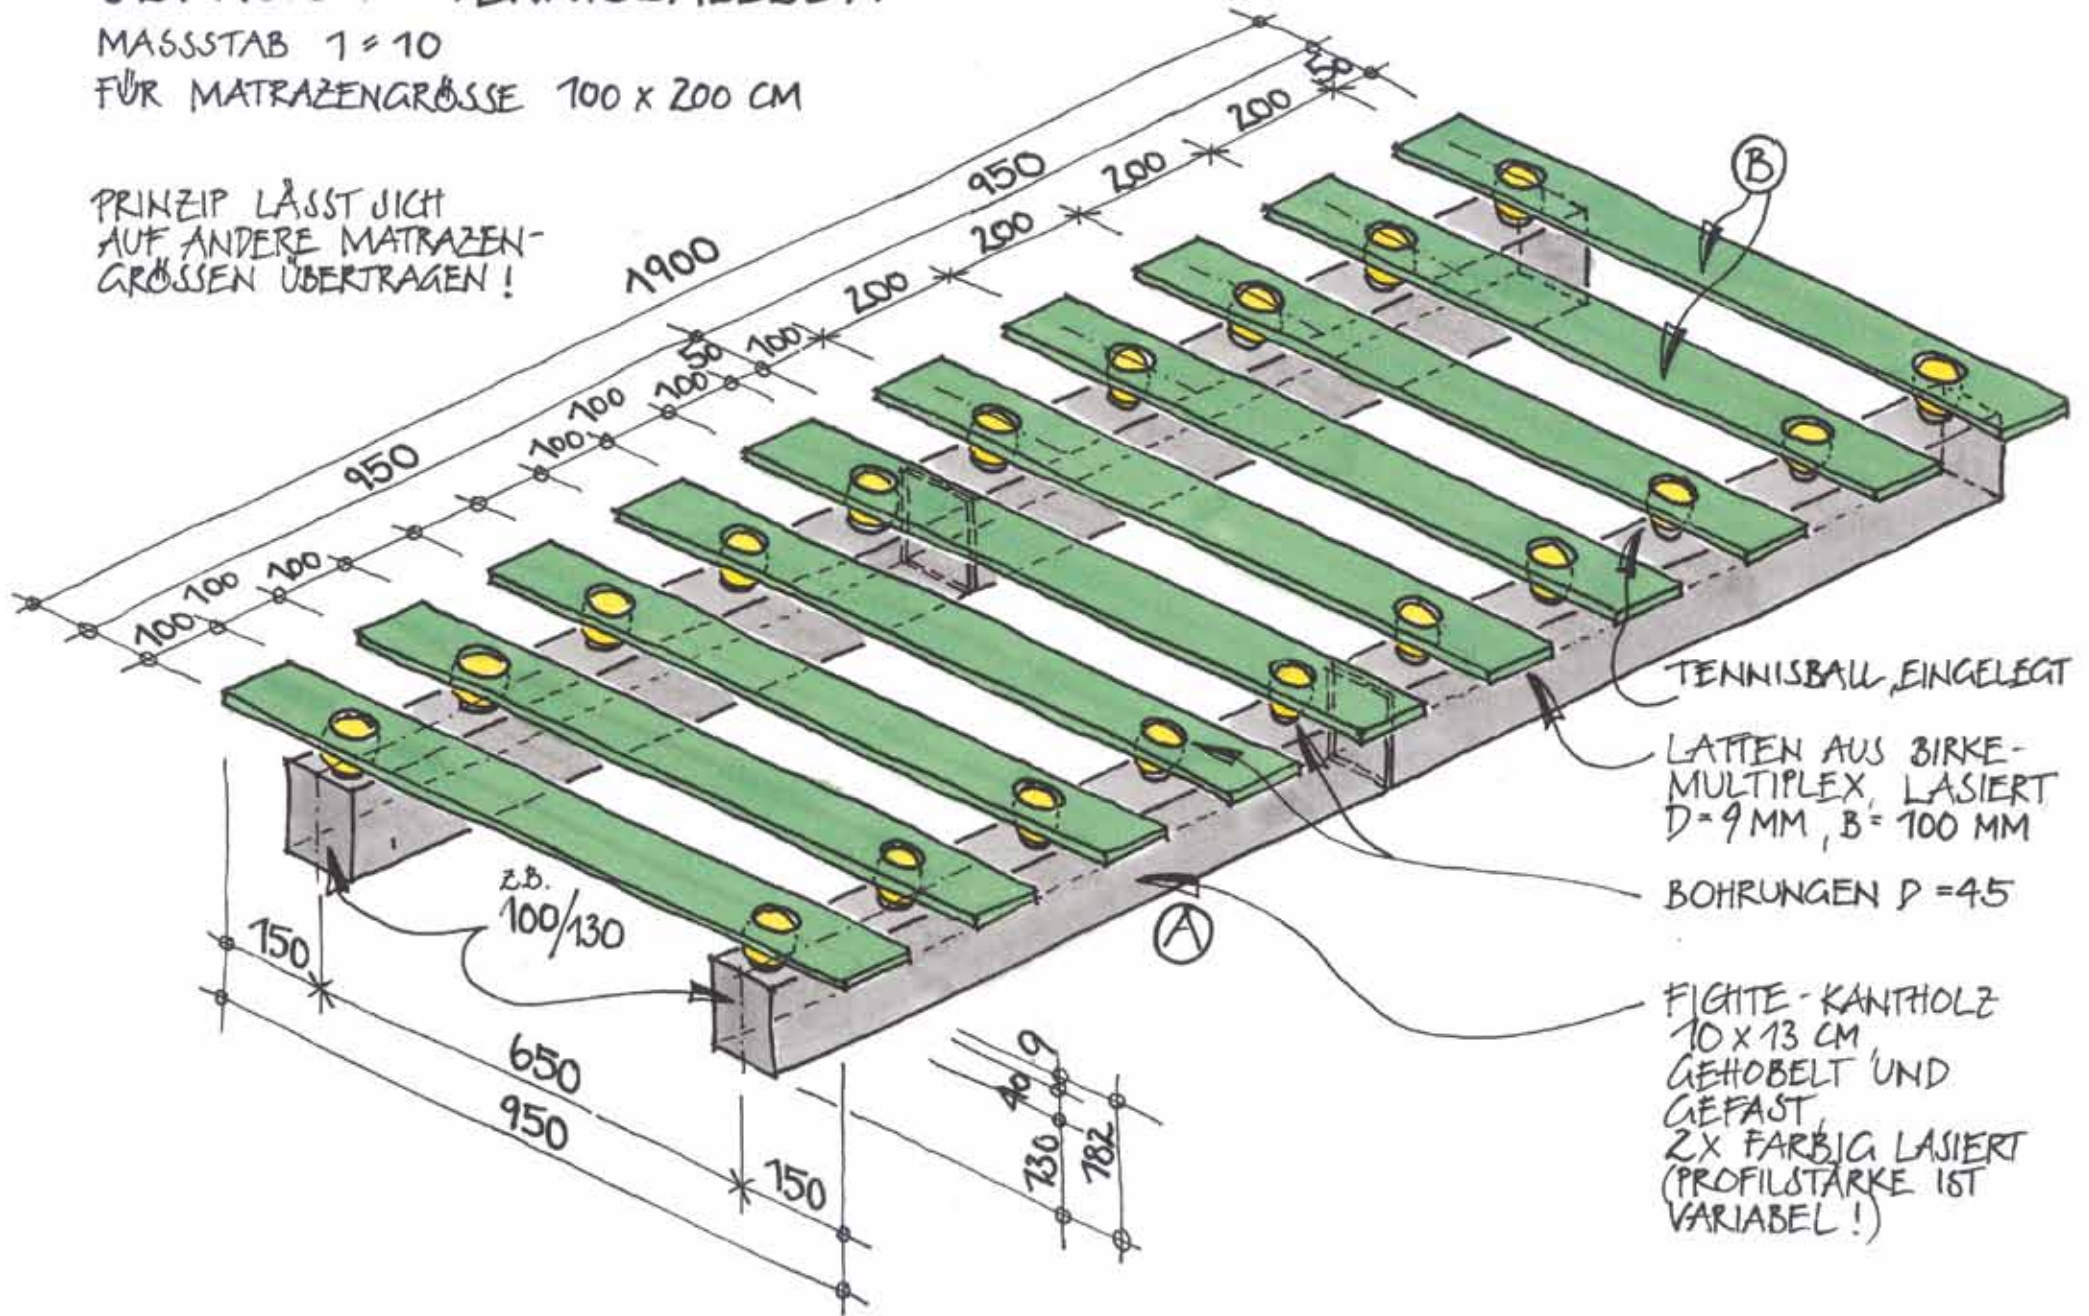 MASSSTAB 1:10
FÜR MATRAZENGRÖSSE 100 X 200 CM
PRINZIP LÄSST SICH
AUF ANDERE MATRAZEN-
GRÖSSEN ÜBERTRAGEN!
50
200
200
950
200
1900
200
100
50
100
100
100
950
100
100
100
B
TENNISBALL, EINGELEGT
LATTEN AUS BIRKE-
MULTIPLEX, LASIERT
D=9 MM, B= 100 MM
BOHRUNGEN D =45
A
FICHTE-KANTHOLZ
10 X 13 CM,
GEHOBELT UND
GEFAST,
2X FARBIG LASIERT
(PROFILSTÄRKE IST
VARIABEL!)
Z.B.
100/130
150
650
950
150
9
40
130
182